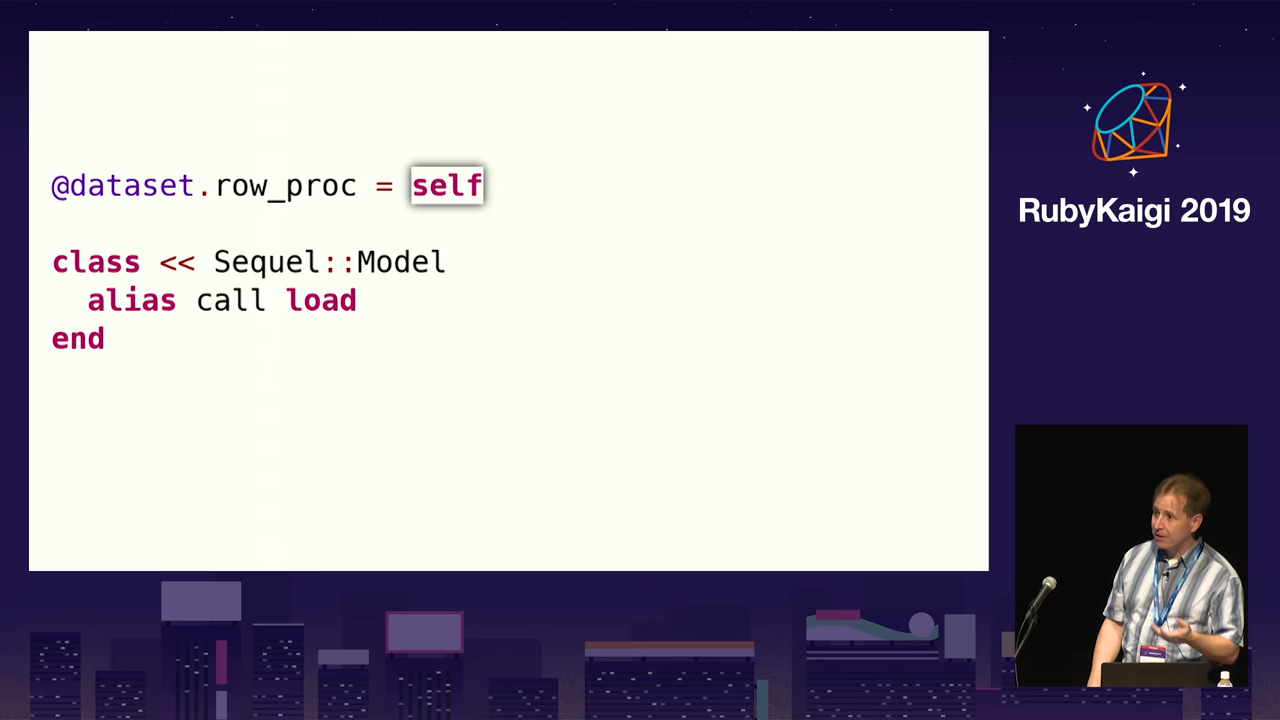 @dataset.row_proc = self
class << Sequel::Model
  alias call load
end
RubyKaigi 2019